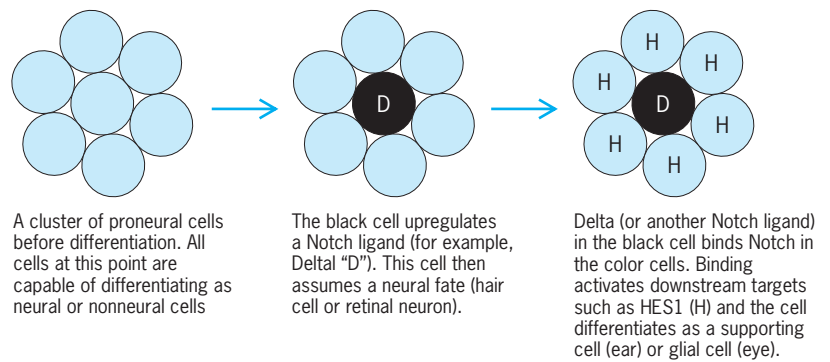 D
H
H
H
D
H
H
H
A cluster of proneural cells
before differentiation. All
cells at this point are
capable of differentiating as
neural or nonneural cells
The black cell upregulates
a Notch ligand (for example,
Deltal “D”). This cell then
assumes a neural fate (hair
cell or retinal neuron).
Delta (or another Notch ligand)
in the black cell binds Notch in
the color cells. Binding
activates downstream targets
such as HES1 (H) and the cell
differentiates as a supporting
cell (ear) or glial cell (eye).